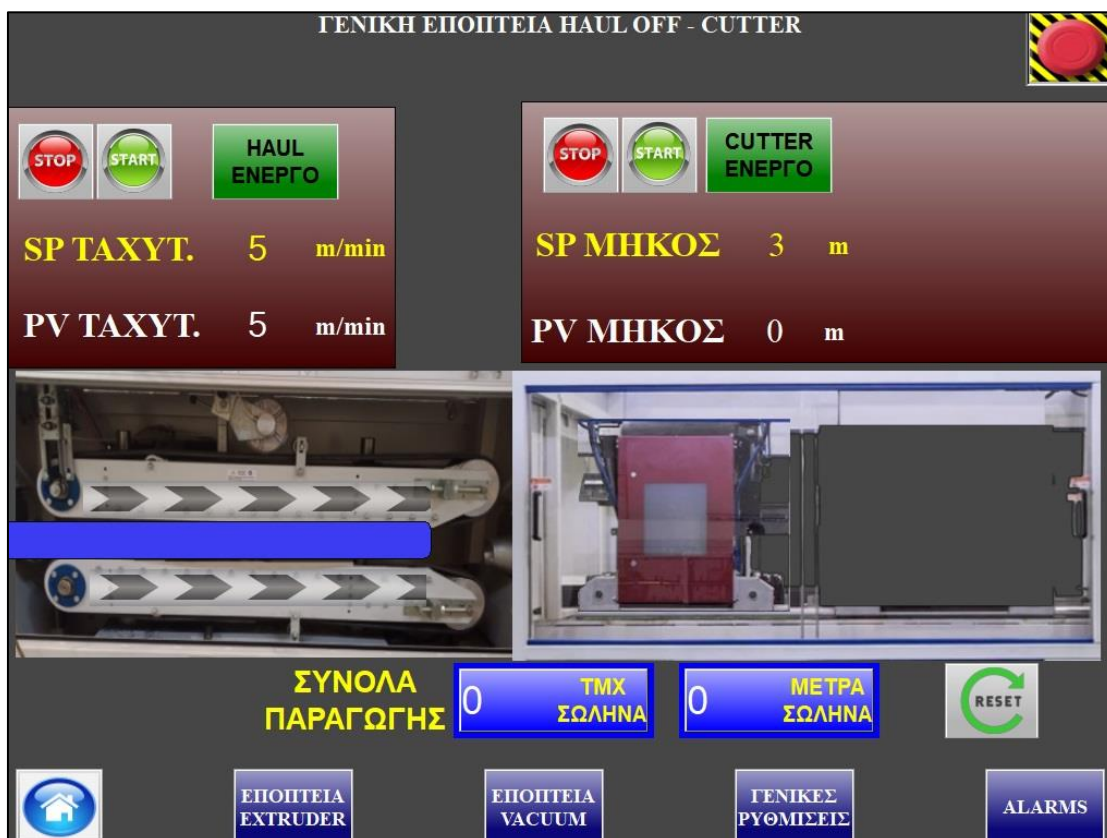 ΓΕΝΙΚΗ ΕΠΟΠΤΕΙΑ HAUL OFF - CUTTER
STOP
START
HAUL
ΕΝΕΡΓΟ
SP ΤΑΧΥΤ. 5 m/min
PV ΤΑΧΥΤ. 5 m/min
STOP
START
CUTTER
ΕΝΕΡΓΟ
SP ΜΗΚΟΣ 3 m
PV ΜΗΚΟΣ 0 m
ΣΥΝΟΛΑ
ΠΑΡΑΓΩΓΗΣ
0 ΤΜΧ
ΣΩΛΗΝΑ
0 ΜΕΤΡΑ
ΣΩΛΗΝΑ
RESET
ΕΠΟΠΤΕΙΑ
EXTRUDER
ΕΠΟΠΤΕΙΑ
VACUUM
ΓΕΝΙΚΕΣ
ΡΥΘΜΙΣΕΙΣ
ALARMS